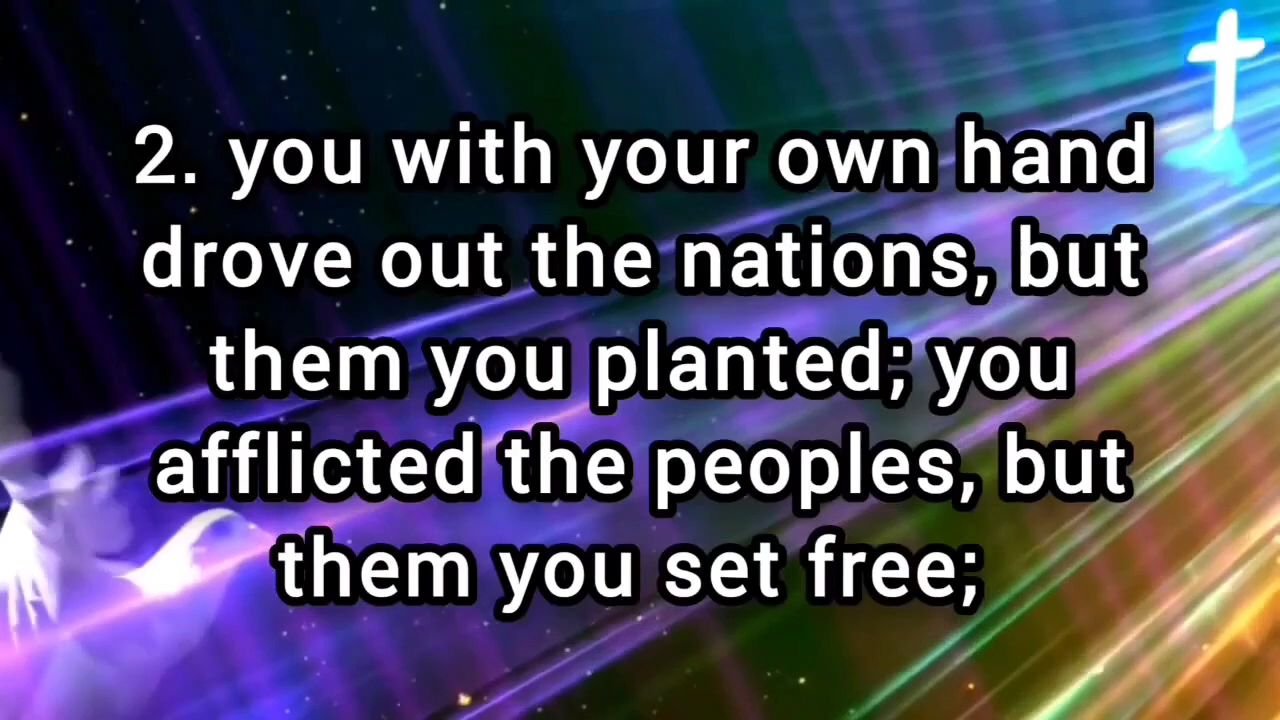 2. you with your own hand
drove out the nations, but
them you planted; you
afflicted the peoples, but
them you set free;